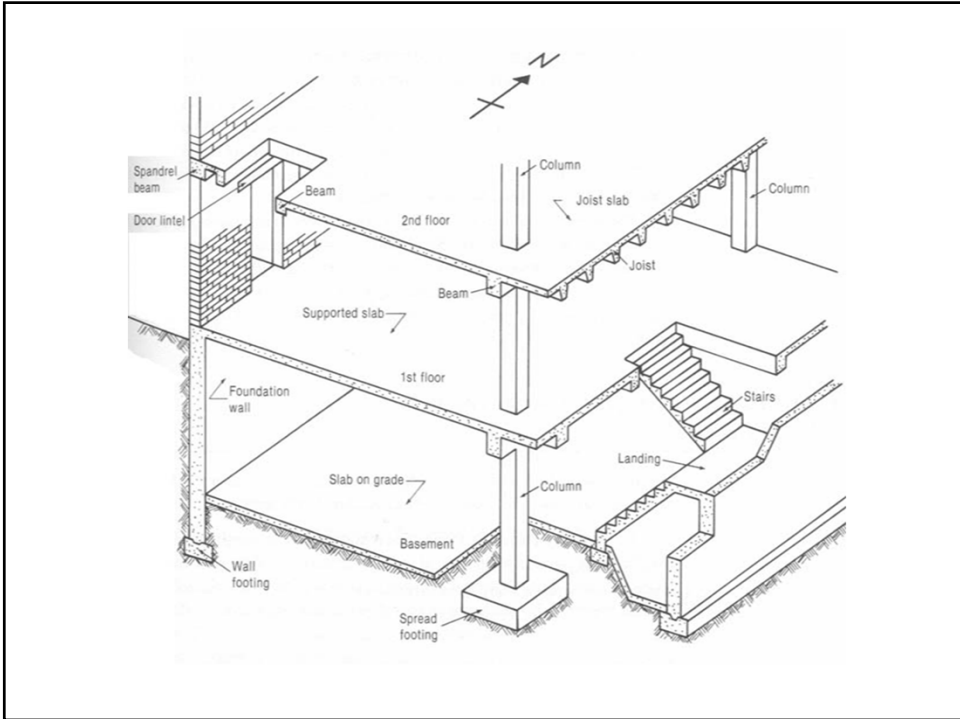 N
Column
Spandrel
beam
Column
Beam
Joist slab
Door lintel
2nd floor
Joist
Beam
Supported slab
1st floor
Foundation
wall
Stairs
Landing
Slab on grade
Column
Basement
Wall
footing
Spread
footing